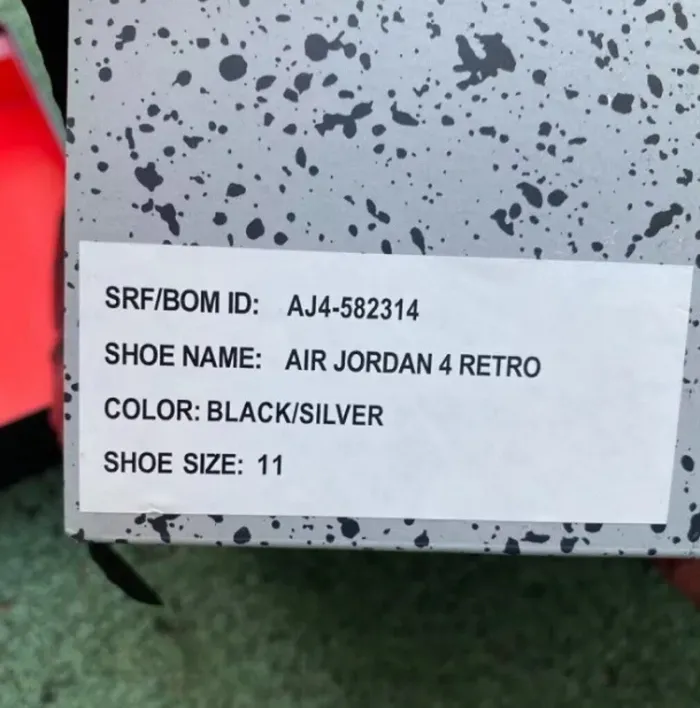 SRF/BOM ID: AJ4-582314
SHOE NAME: AIR JORDAN 4 RETRO
COLOR: BLACK/SILVER
SHOE SIZE: 11